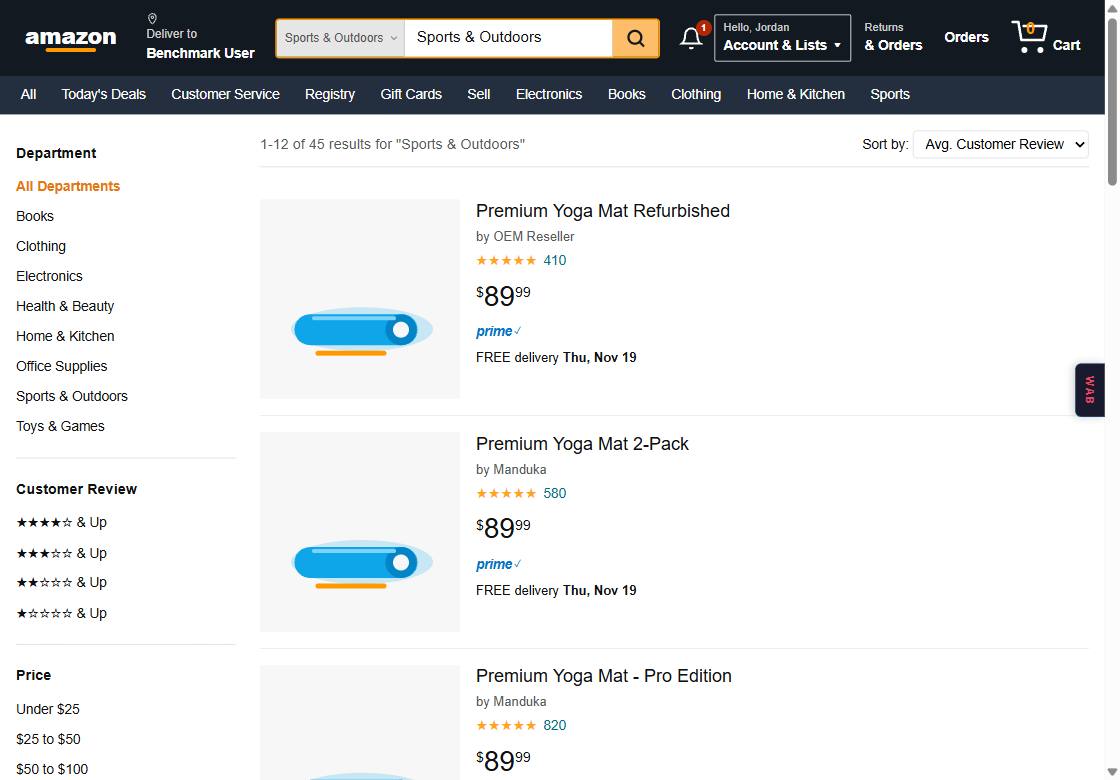 amazon
Deliver to
Benchmark User
Sports & Outdoors
Sports & Outdoors
1
Hello, Jordan
Account & Lists
Returns
& Orders
Orders
0
Cart
All
Today's Deals
Customer Service
Registry
Gift Cards
Sell
Electronics
Books
Clothing
Home & Kitchen
Sports
Department
All Departments
Books
Clothing
Electronics
Health & Beauty
Home & Kitchen
Office Supplies
Sports & Outdoors
Toys & Games
Customer Review
★★★★☆ & Up
★★★☆☆ & Up
★★☆☆☆ & Up
★☆☆☆☆ & Up
Price
Under $25
$25 to $50
$50 to $100
1-12 of 45 results for "Sports & Outdoors"
Sort by: Avg. Customer Review
Premium Yoga Mat Refurbished
by OEM Reseller
★★★★★ 410
$8999
prime✓
FREE delivery Thu, Nov 19
Premium Yoga Mat 2-Pack
by Manduka
★★★★★ 580
$8999
prime✓
FREE delivery Thu, Nov 19
Premium Yoga Mat - Pro Edition
by Manduka
★★★★★ 820
$8999
WAB